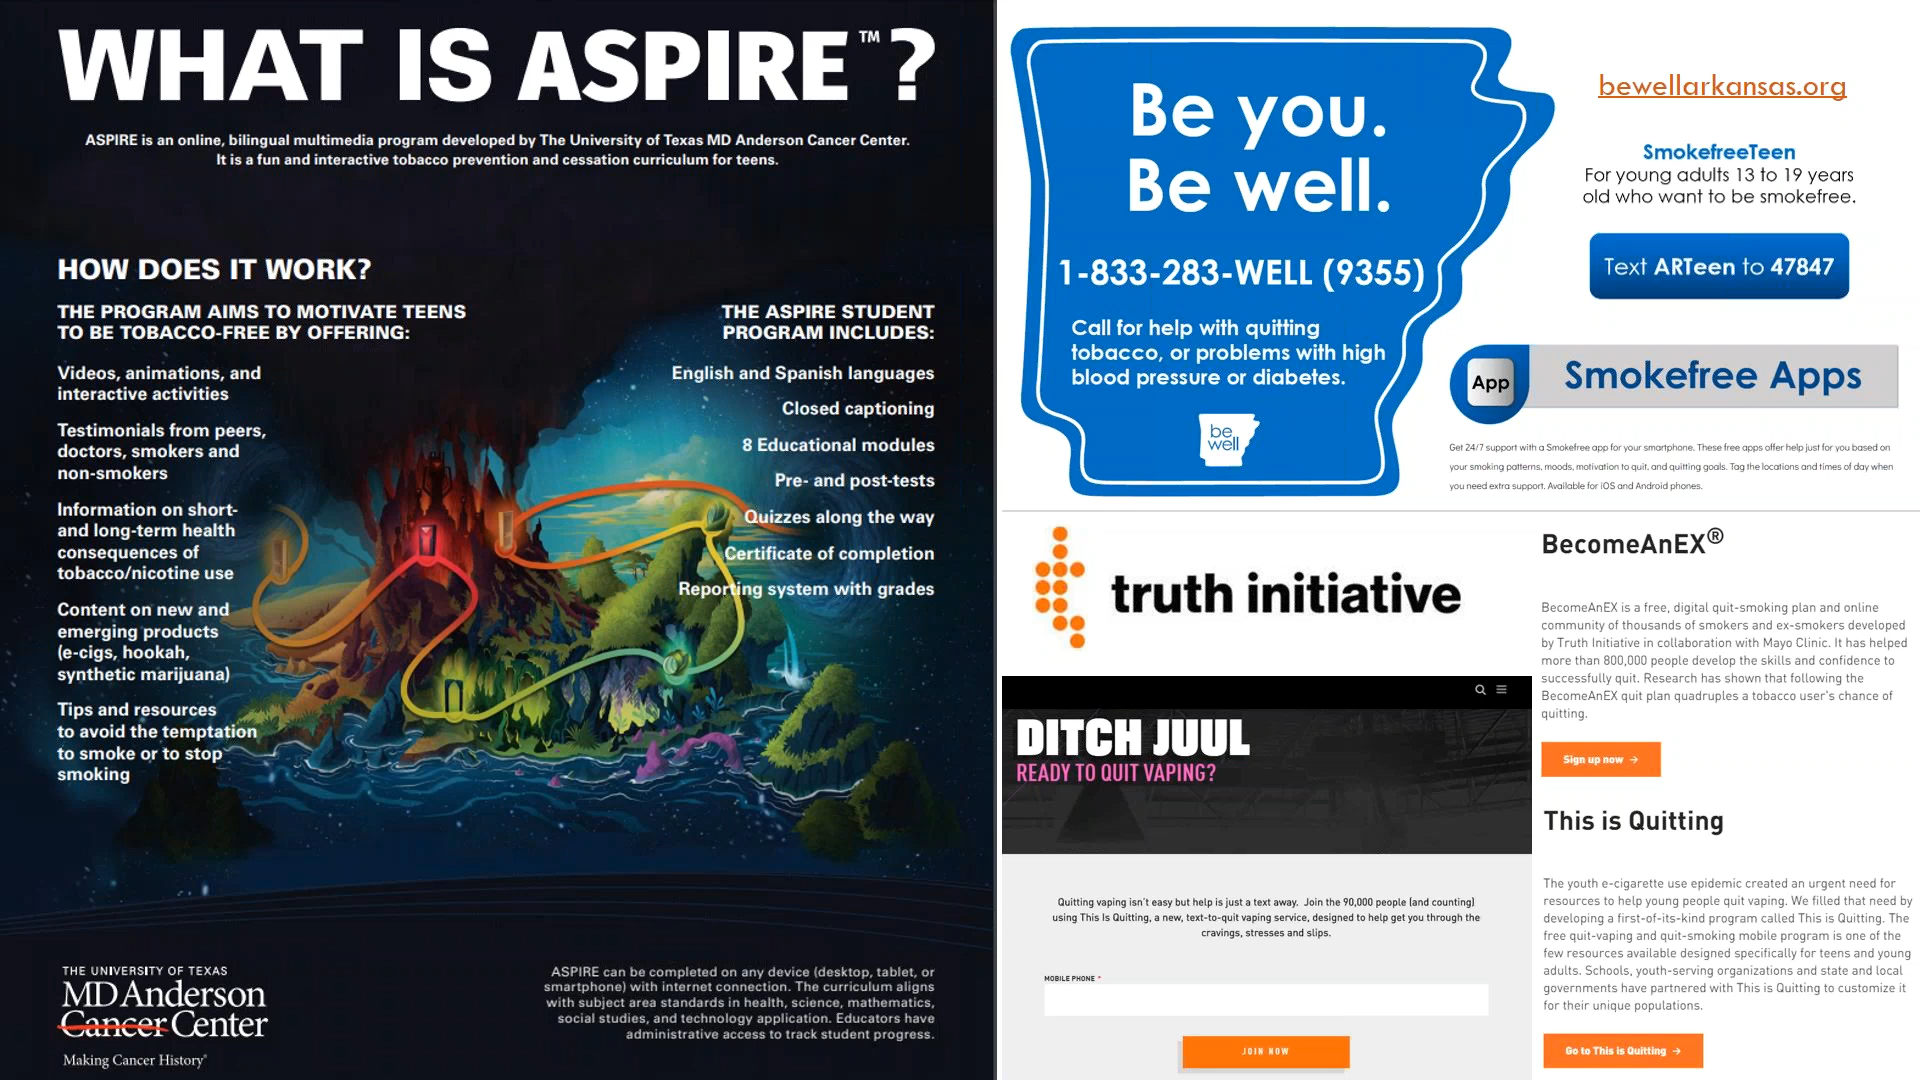 WHAT IS ASPIRE™?
ASPIRE is an online, bilingual multimedia program developed by The University of Texas MD Anderson Cancer Center.
It is a fun and interactive tobacco prevention and cessation curriculum for teens.
HOW DOES IT WORK?
THE PROGRAM AIMS TO MOTIVATE TEENS
TO BE TOBACCO-FREE BY OFFERING:
Videos, animations, and
interactive activities
Testimonials from peers,
doctors, smokers and
non-smokers
Information on short-
and long-term health
consequences of
tobacco/nicotine use
Content on new and
emerging products
(e-cigs, hookah,
synthetic marijuana)
Tips and resources
to avoid the temptation
to smoke or to stop
smoking
THE ASPIRE STUDENT
PROGRAM INCLUDES:
English and Spanish languages
Closed captioning
8 Educational modules
Pre- and post-tests
Quizzes along the way
Certificate of completion
Reporting system with grades
THE UNIVERSITY OF TEXAS
MD Anderson
Cancer Center
Making Cancer History®
ASPIRE can be completed on any device (desktop, tablet, or
smartphone) with internet connection. The curriculum aligns
with subject area standards in health, science, mathematics,
social studies, and technology application. Educators have
administrative access to track student progress.
Be you.
Be well.
1-833-283-WELL (9355)
Call for help with quitting
tobacco, or problems with high
blood pressure or diabetes.
be
well
bewellarkansas.org
SmokefreeTeen
For young adults 13 to 19 years
old who want to be smokefree.
Text ARTeen to 47847
App
Smokefree Apps
Get 24/7 support with a Smokefree app for your smartphone. These free apps offer help just for you based on
your smoking patterns, moods, motivation to quit, and quitting goals. Tag the locations and times of day when
you need extra support. Available for iOS and Android phones.
truth initiative
DITCH JUUL
READY TO QUIT VAPING?
Quitting vaping isn't easy but help is just a text away. Join the 90,000 people (and counting)
using This Is Quitting, a new, text-to-quit vaping service, designed to help get you through the
cravings, stresses and slips.
MOBILE PHONE *
JOIN NOW
BecomeAnEX®
BecomeAnEX is a free, digital quit-smoking plan and online
community of thousands of smokers and ex-smokers developed
by Truth Initiative in collaboration with Mayo Clinic. It has helped
more than 800,000 people develop the skills and confidence to
successfully quit. Research has shown that following the
BecomeAnEX quit plan quadruples a tobacco user's chance of
quitting.
Sign up now →
This is Quitting
The youth e-cigarette use epidemic created an urgent need for
resources to help young people quit vaping. We filled that need by
developing a first-of-its-kind program called This is Quitting. The
free quit-vaping and quit-smoking mobile program is one of the
few resources available designed specifically for teens and young
adults. Schools, youth-serving organizations and state and local
governments have partnered with This is Quitting to customize it
for their unique populations.
Go to This is Quitting →